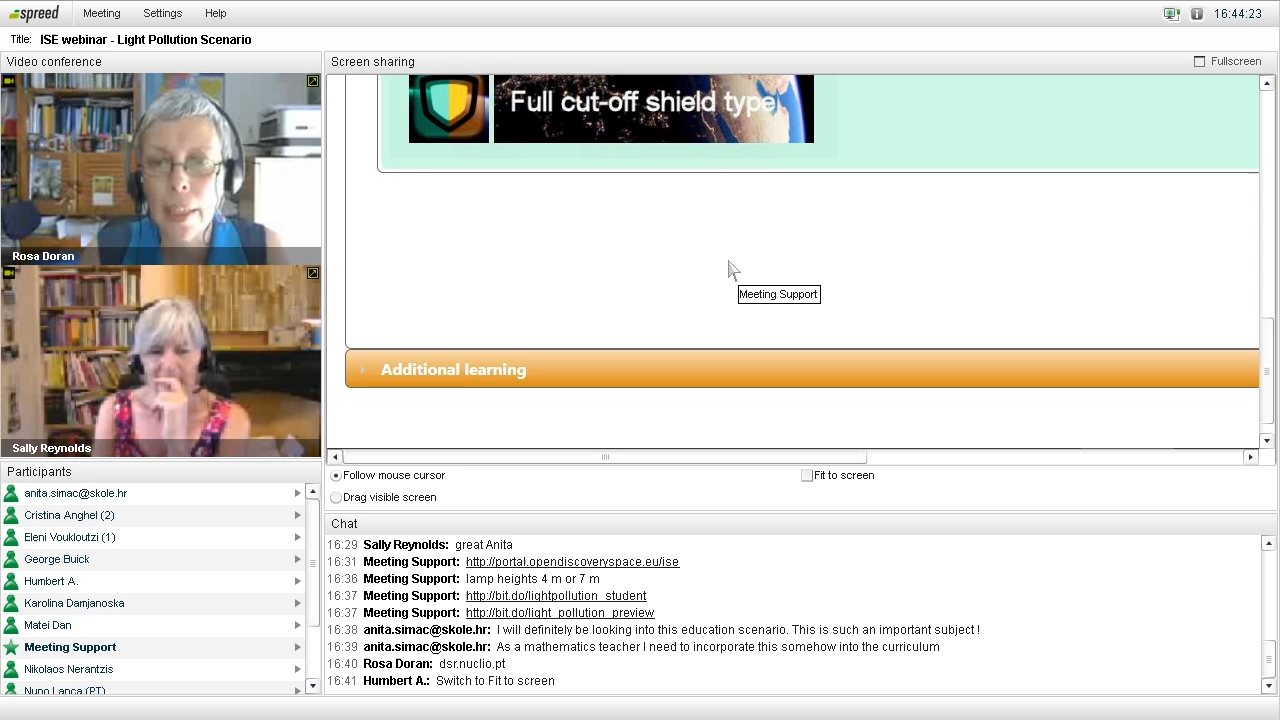 spreed Meeting Settings Help 16:44:23
Title: ISE webinar - Light Pollution Scenario
Video conference
Rosa Doran
Sally Reynolds
Screen sharing Fullscreen
Full cut-off shield type
Meeting Support
Additional learning
Follow mouse cursor Fit to screen
Drag visible screen
Participants
anita.simac@skole.hr
Cristina Anghel (2)
Eleni Voukloutzi (1)
George Buick
Humbert A.
Karolina Damjanoska
Matei Dan
Meeting Support
Nikolaos Nerantzis
Nuno Lanca (PT)
Chat
16:29 Sally Reynolds: great Anita
16:31 Meeting Support: http://portal.opendiscoveryspace.eu/ise
16:36 Meeting Support: lamp heights 4 m or 7 m
16:37 Meeting Support: http://bit.do/lightpollution_student
16:37 Meeting Support: http://bit.do/light_pollution_preview
16:38 anita.simac@skole.hr: I will definitely be looking into this education scenario. This is such an important subject !
16:39 anita.simac@skole.hr: As a mathematics teacher I need to incorporate this somehow into the curriculum
16:40 Rosa Doran: dsr.nuclio.pt
16:41 Humbert A.: Switch to Fit to screen